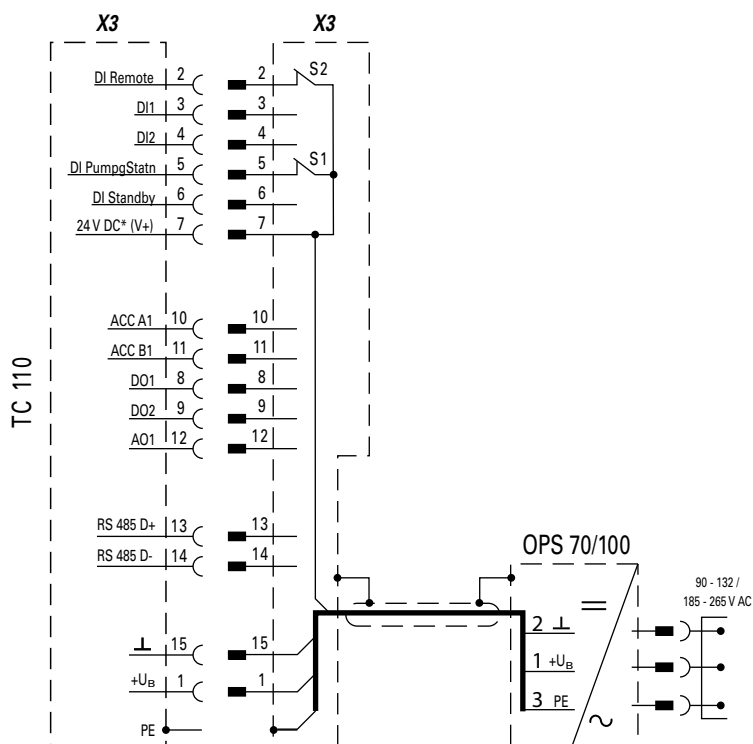 X3 X3
DI Remote 2 2 S2
DI1 3 3
DI2 4 4
DI PumpgStatn 5 5 S1
DI Standby 6 6
24 V DC* (V+) 7 7
ACC A1 10 10
ACC B1 11 11
DO1 8 8
DO2 9 9
AO1 12 12
TC 110
RS 485 D+ 13 13
RS 485 D- 14 14
OPS 70/100
90 - 132 /
185 - 265 V AC
2 ⊥
15 15
1 +UB
+UB 1 1
3 PE
PE